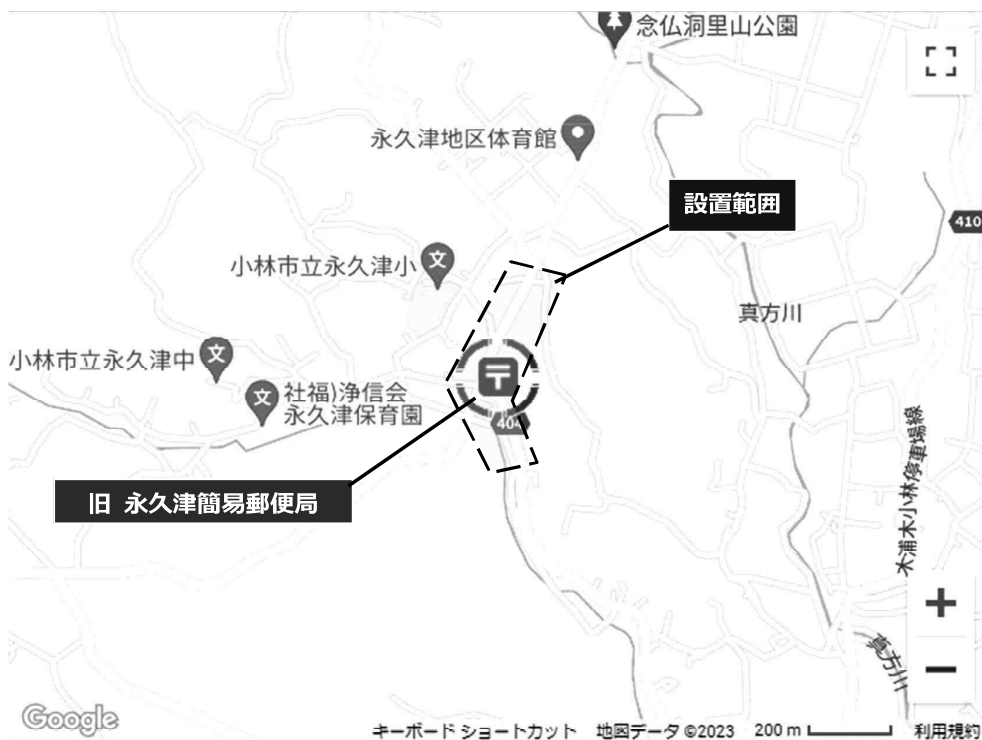 念仏洞里山公園
永久津地区体育館
設置範囲
410
小林市立永久津小
真方川
小林市立永久津中
社福)浄信会
永久津保育園
404
木浦木小林停車場線
旧 永久津簡易郵便局
真方川
Google
キーボード ショートカット 地図データ ©2023 200 m 利用規約